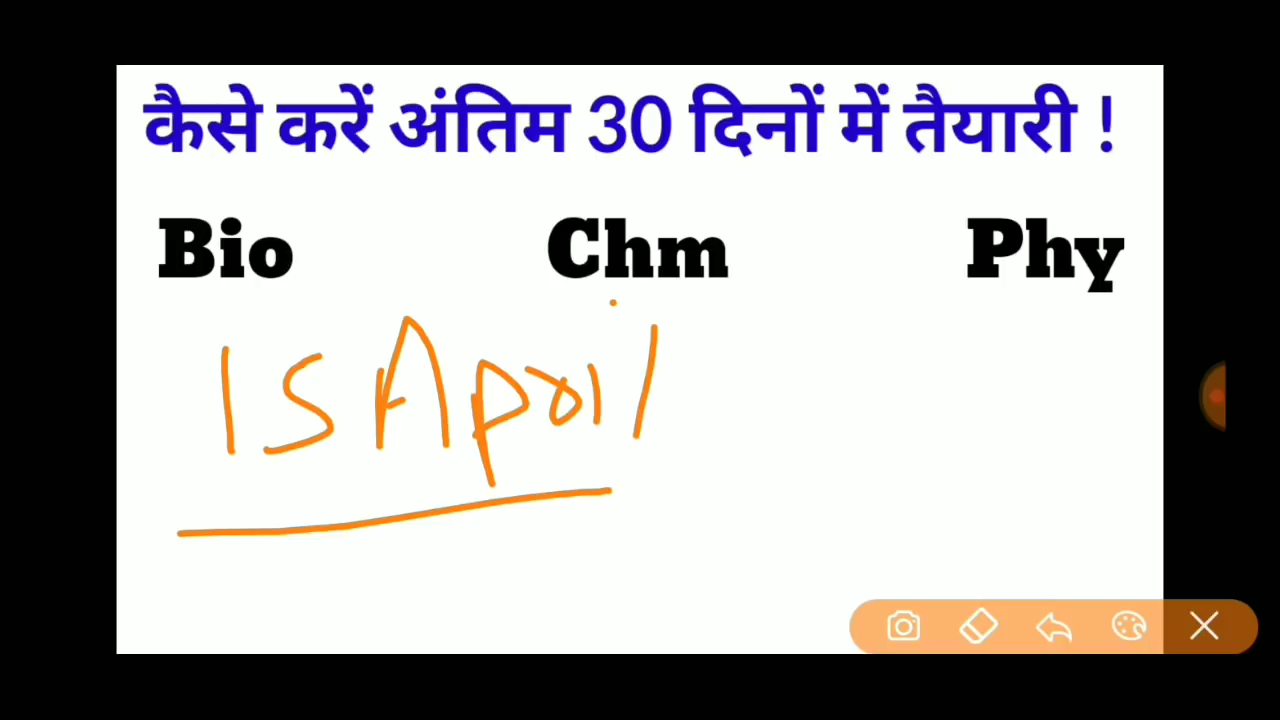 कैसे करें अंतिम 30 दिनों में तैयारी !
Bio Chm Phy
15 April